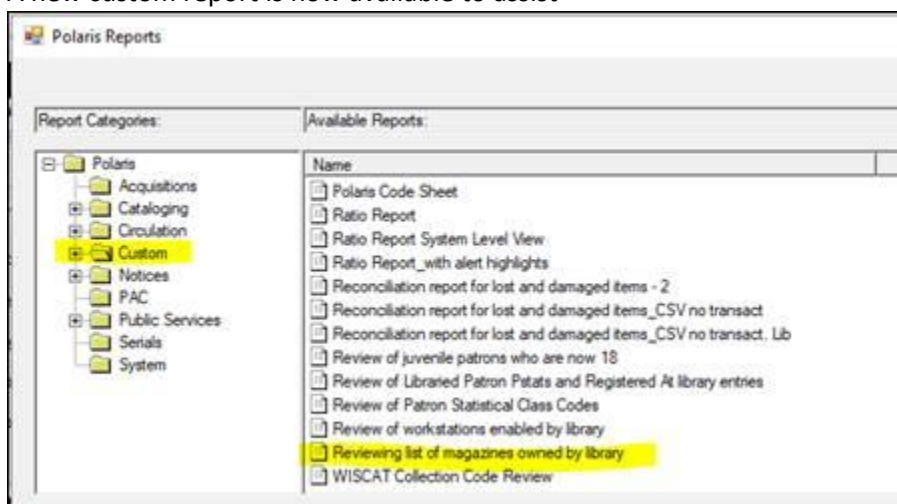 A new custom report is now available to assist
Polaris Reports
Report Categories:
Available Reports:
Polaris
Acquisitions
Cataloging
Circulation
Custom
Notices
PAC
Public Services
Serials
System
Name
Polaris Code Sheet
Ratio Report
Ratio Report System Level View
Ratio Report_with alert highlights
Reconciliation report for lost and damaged items - 2
Reconciliation report for lost and damaged items_CSV no transact
Reconciliation report for lost and damaged items_CSV no transact. Lib
Review of juvenile patrons who are now 18
Review of Libraried Patron Pstats and Registered At library entries
Review of Patron Statistical Class Codes
Review of workstations enabled by library
Reviewing list of magazines owned by library
WISCAT Collection Code Review